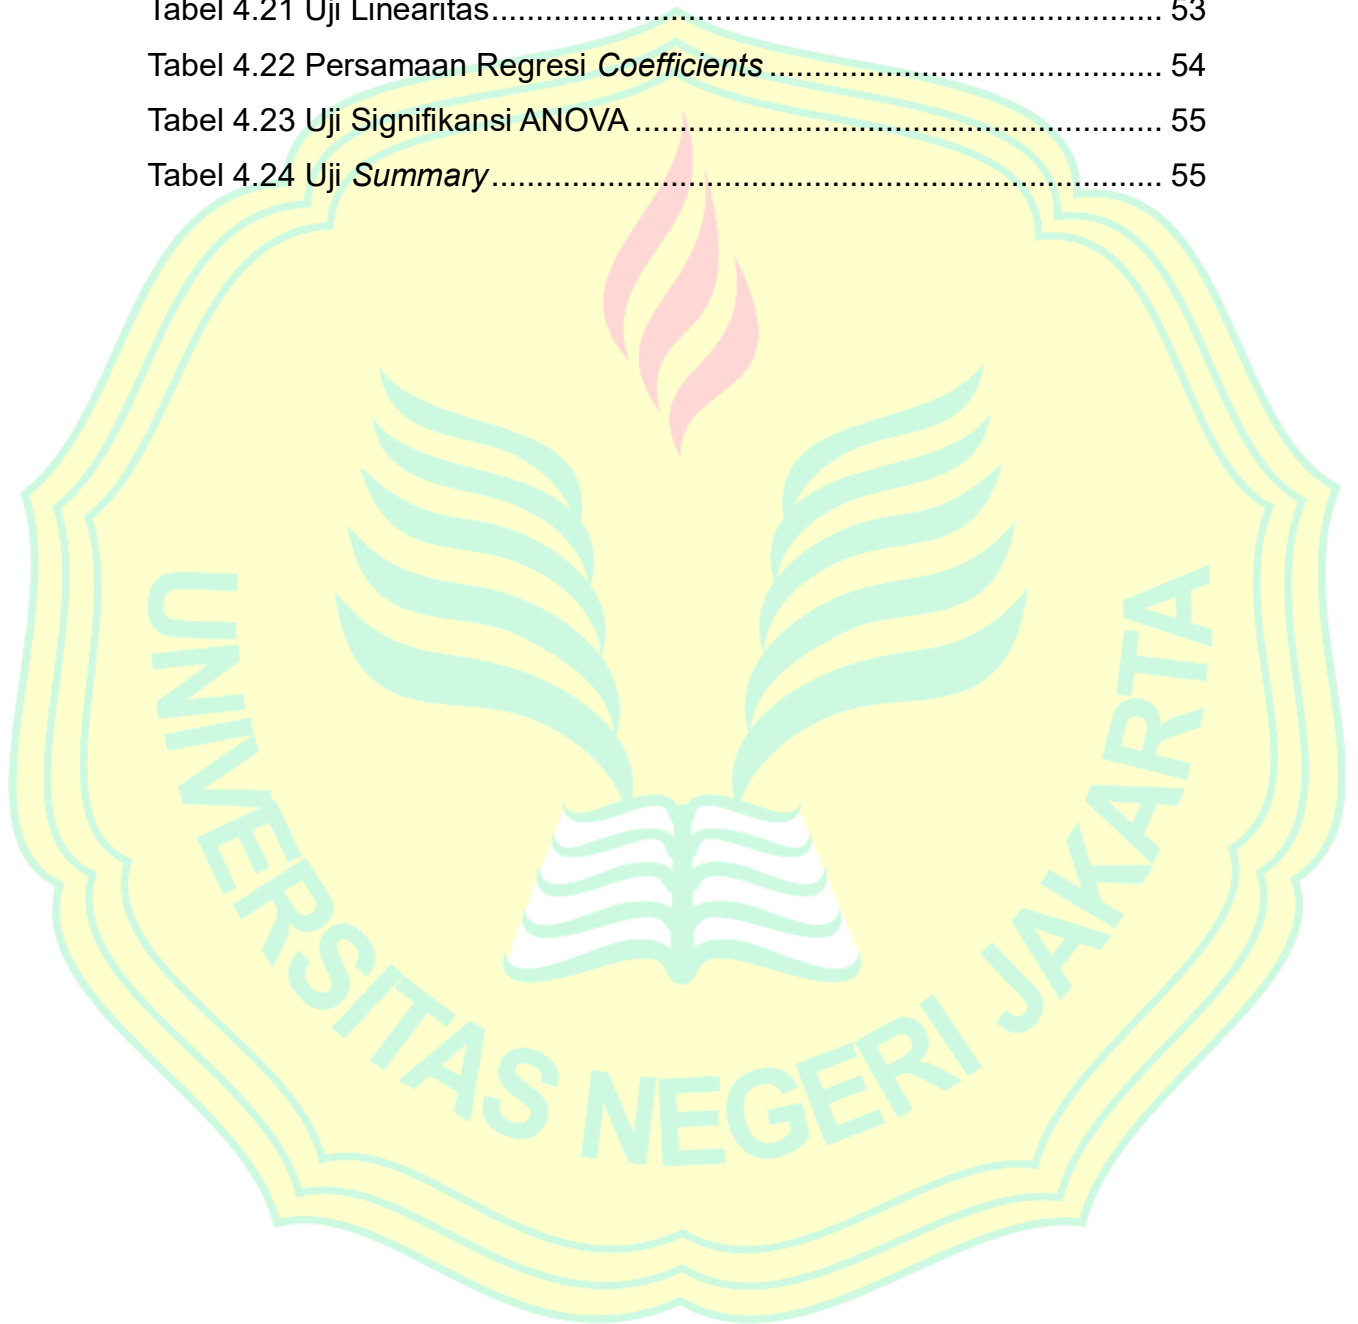 Tabel 4.21 Uji Linearitas........................................................................... 53
Tabel 4.22 Persamaan Regresi Coefficients............................................ 54
Tabel 4.23 Uji Signifikansi ANOVA........................................................... 55
Tabel 4.24 Uji Summary........................................................................... 55
UNIVERSITAS NEGERI JAKARTA